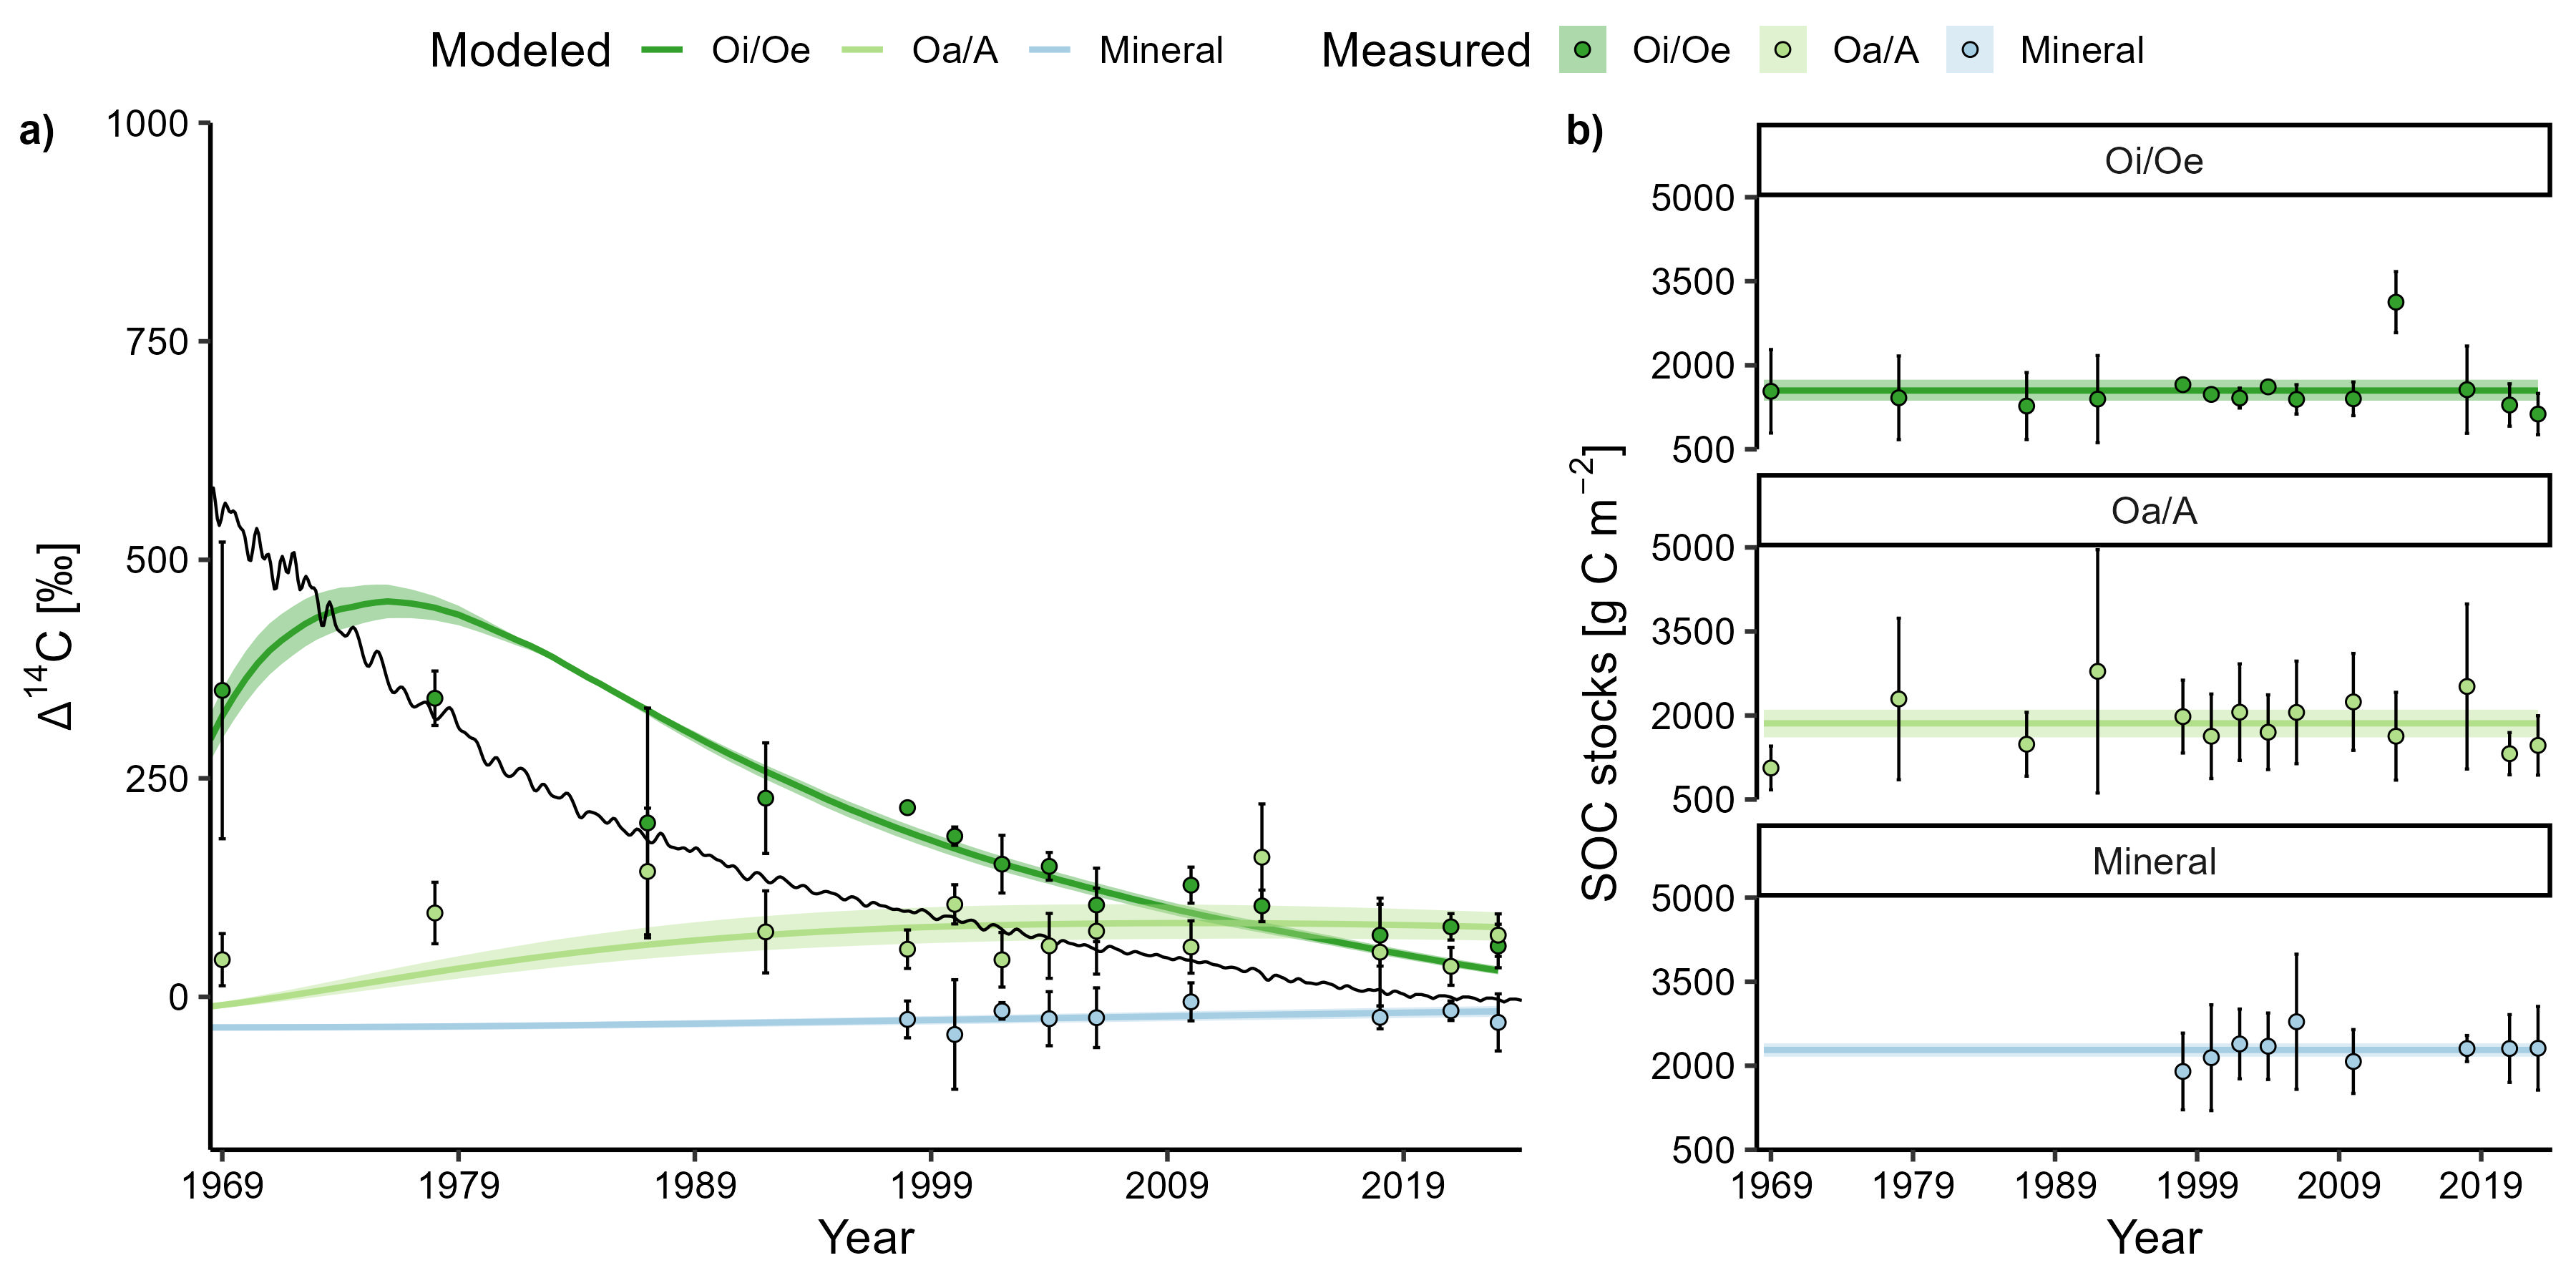 Modeled Oi/Oe Oa/A Mineral Measured Oi/Oe Oa/A Mineral
a)
1000
750
500
250
0
Δ¹⁴C [‰]
1969 1979 1989 1999 2009 2019
Year
b)
SOC stocks [g C m⁻²]
Oi/Oe
5000
3500
2000
500
Oa/A
5000
3500
2000
500
Mineral
5000
3500
2000
500
1969 1979 1989 1999 2009 2019
Year